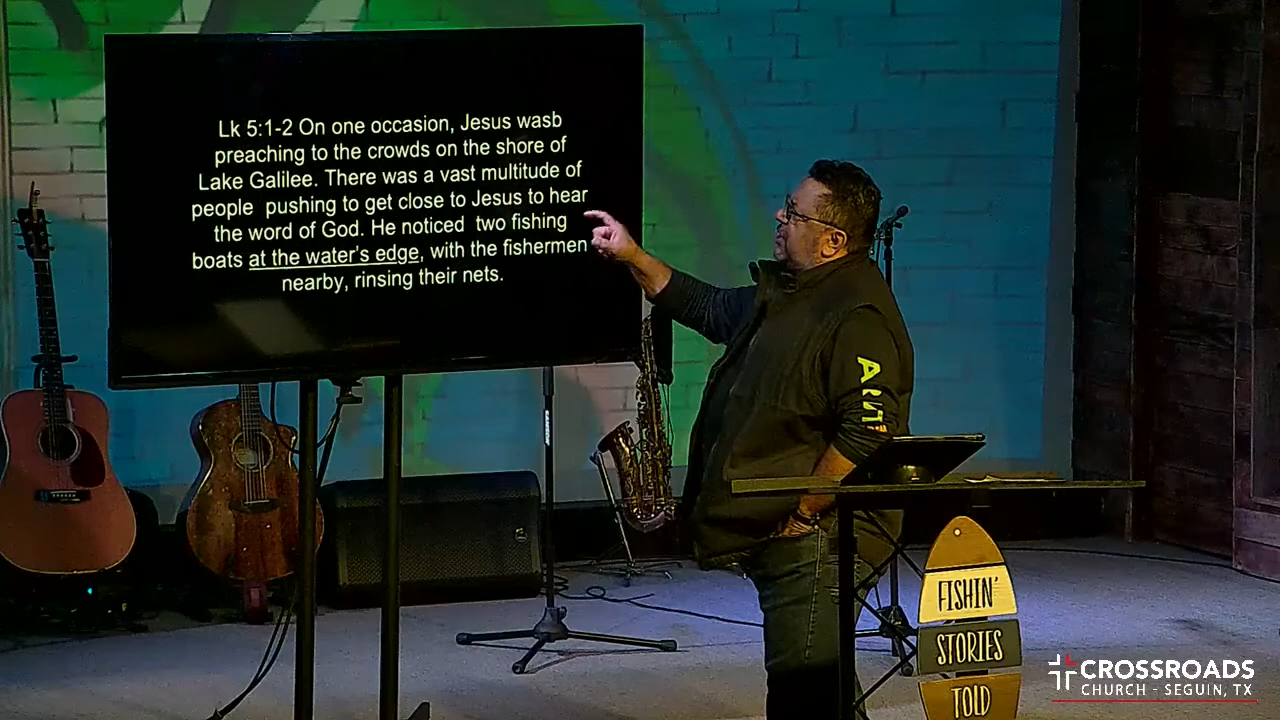 Lk 5:1-2 On one occasion, Jesus wasb
preaching to the crowds on the shore of
Lake Galilee. There was a vast multitude of
people  pushing to get close to Jesus to hear
the word of God. He noticed  two fishing
boats at the water's edge, with the fishermen
nearby, rinsing their nets.
SAMSON
FISHIN'
STORIES
TOLD
CROSSROADS
CHURCH - SEGUIN, TX